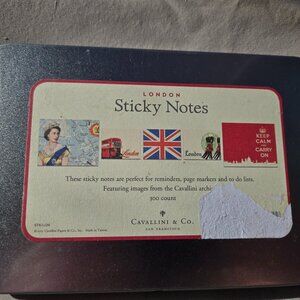 LONDON
Sticky Notes
London
London
KEEP
CALM
AND
CARRY
ON
These sticky notes are perfect for reminders, page markers and to do lists.
Featuring images from the Cavallini archi
300 count
CAVALLINI & CO.
SAN FRANCISCO